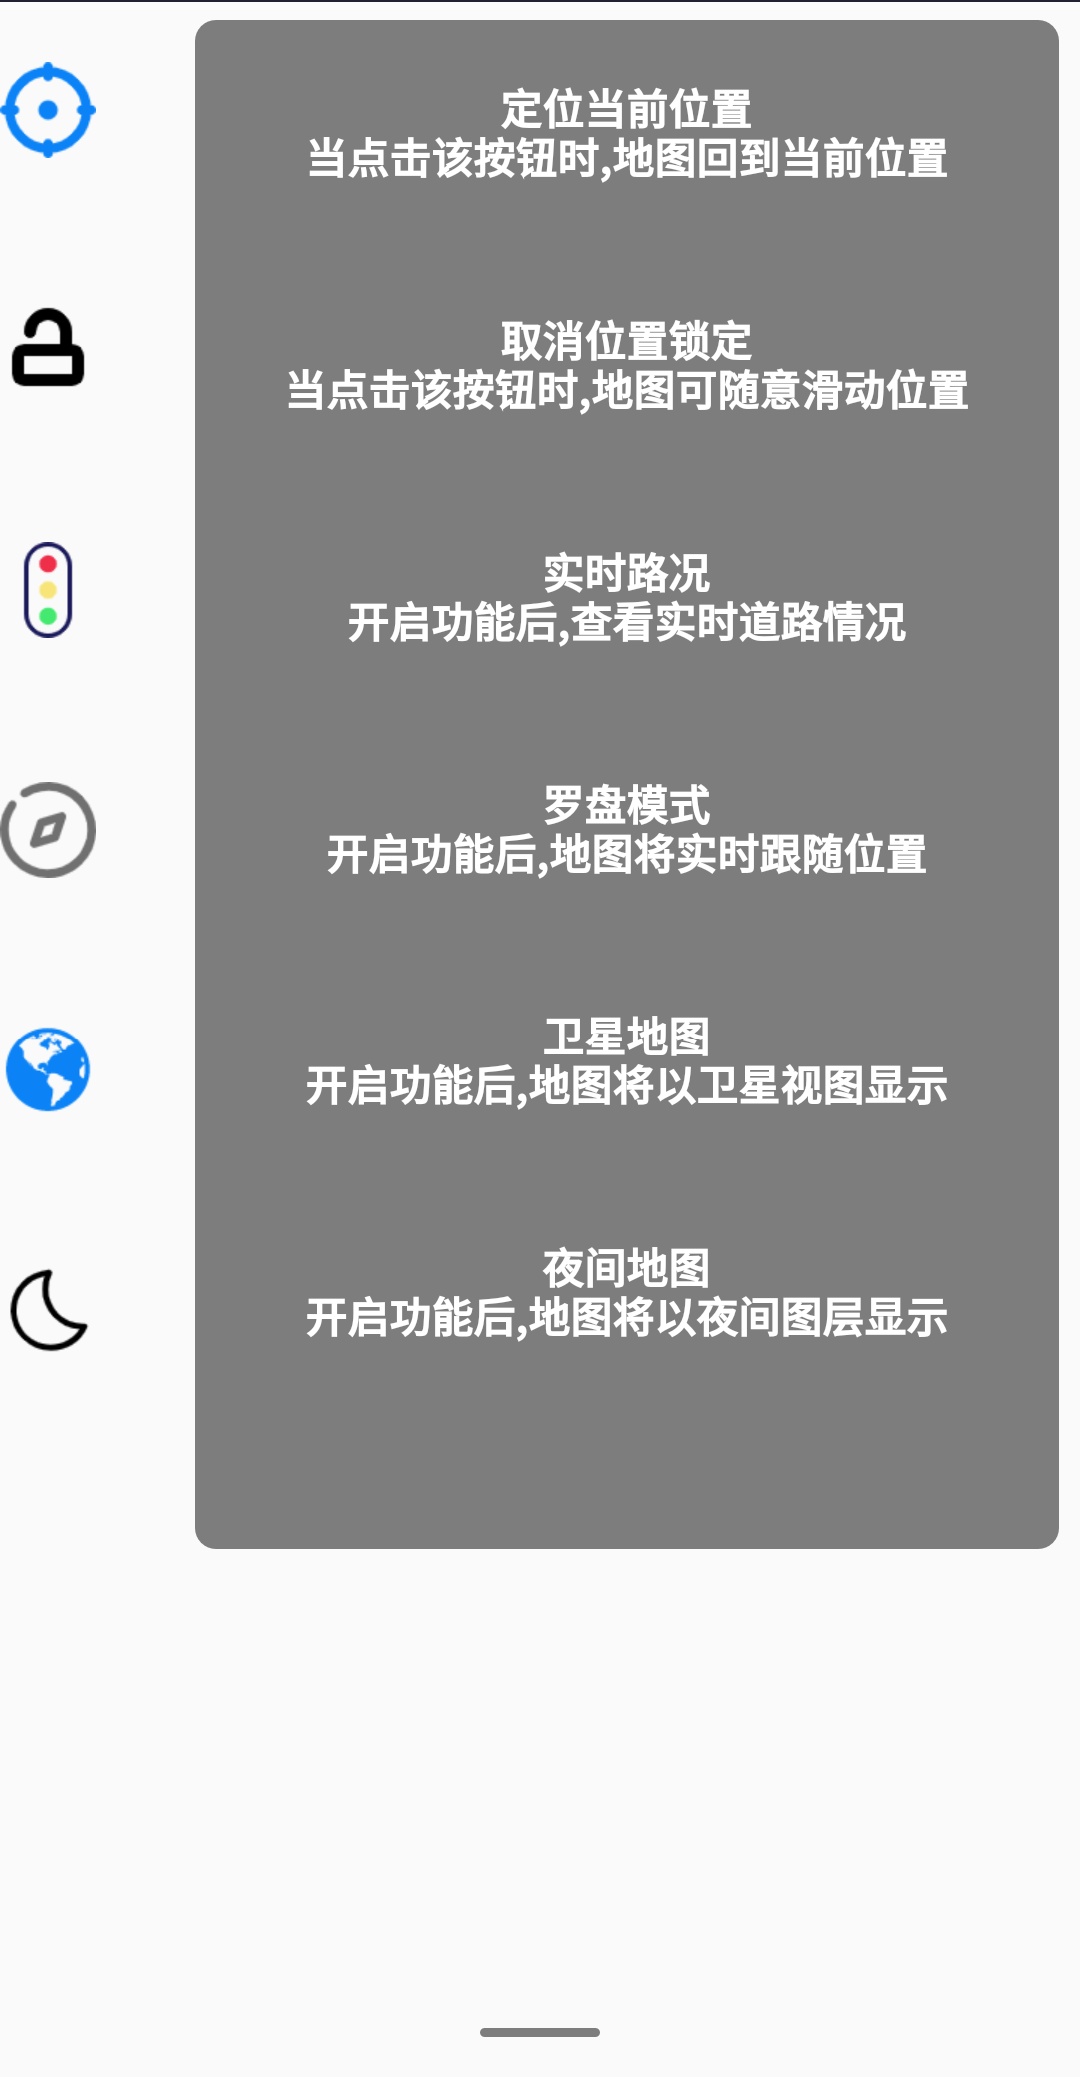 定位当前位置
当点击该按钮时,地图回到当前位置
取消位置锁定
当点击该按钮时,地图可随意滑动位置
实时路况
开启功能后,查看实时道路情况
罗盘模式
开启功能后,地图将实时跟随位置
卫星地图
开启功能后,地图将以卫星视图显示
夜间地图
开启功能后,地图将以夜间图层显示